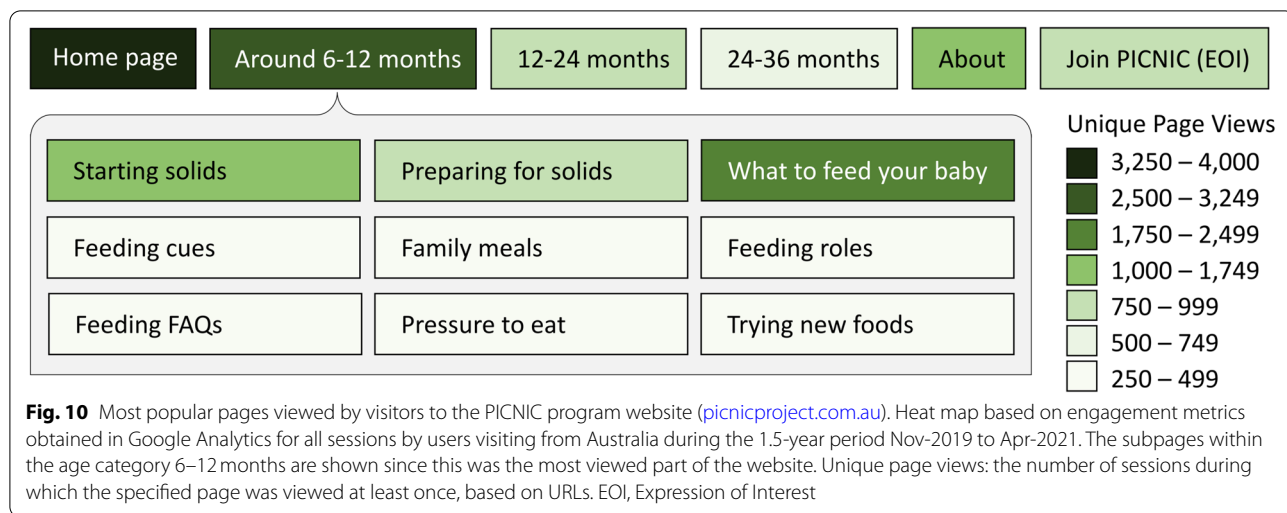 Home page
Around 6-12 months
12-24 months
24-36 months
About
Join PICNIC (EOI)
Starting solids
Preparing for solids
What to feed your baby
Feeding cues
Family meals
Feeding roles
Feeding FAQs
Pressure to eat
Trying new foods
Unique Page Views
3,250 – 4,000
2,500 – 3,249
1,750 – 2,499
1,000 – 1,749
750 – 999
500 – 749
250 – 499
Fig. 10 Most popular pages viewed by visitors to the PICNIC program website (picnicproject.com.au). Heat map based on engagement metrics
obtained in Google Analytics for all sessions by users visiting from Australia during the 1.5-year period Nov-2019 to Apr-2021. The subpages within
the age category 6–12 months are shown since this was the most viewed part of the website. Unique page views: the number of sessions during
which the specified page was viewed at least once, based on URLs. EOI, Expression of Interest